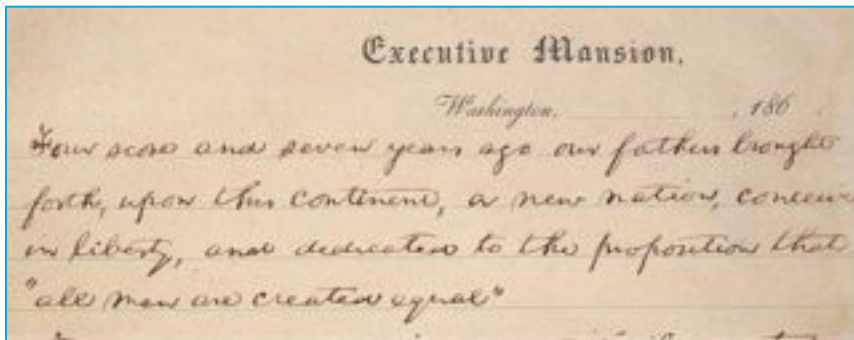 Executive Mansion,
Washington, , 186
Four score and seven years ago our fathers brought
forth, upon this continent, a new nation, conceive
in liberty, and dedicated to the proposition that
"all men are created equal"